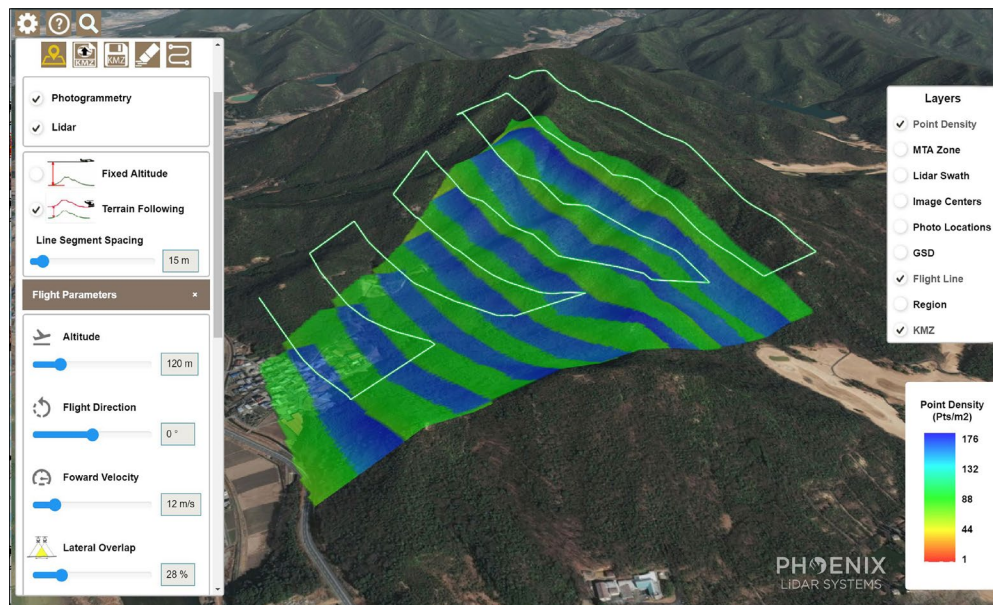 KMZ
KMZ
Photogrammetry
Lidar
Fixed Altitude
Terrain Following
Line Segment Spacing
15 m
Flight Parameters
×
Altitude
120 m
Flight Direction
0 °
Foward Velocity
12 m/s
Lateral Overlap
28 %
Layers
Point Density
MTA Zone
Lidar Swath
Image Centers
Photo Locations
GSD
Flight Line
Region
KMZ
Point Density
(Pts/m2)
176
132
88
44
1
PHOENIX
LiDAR SYSTEMS